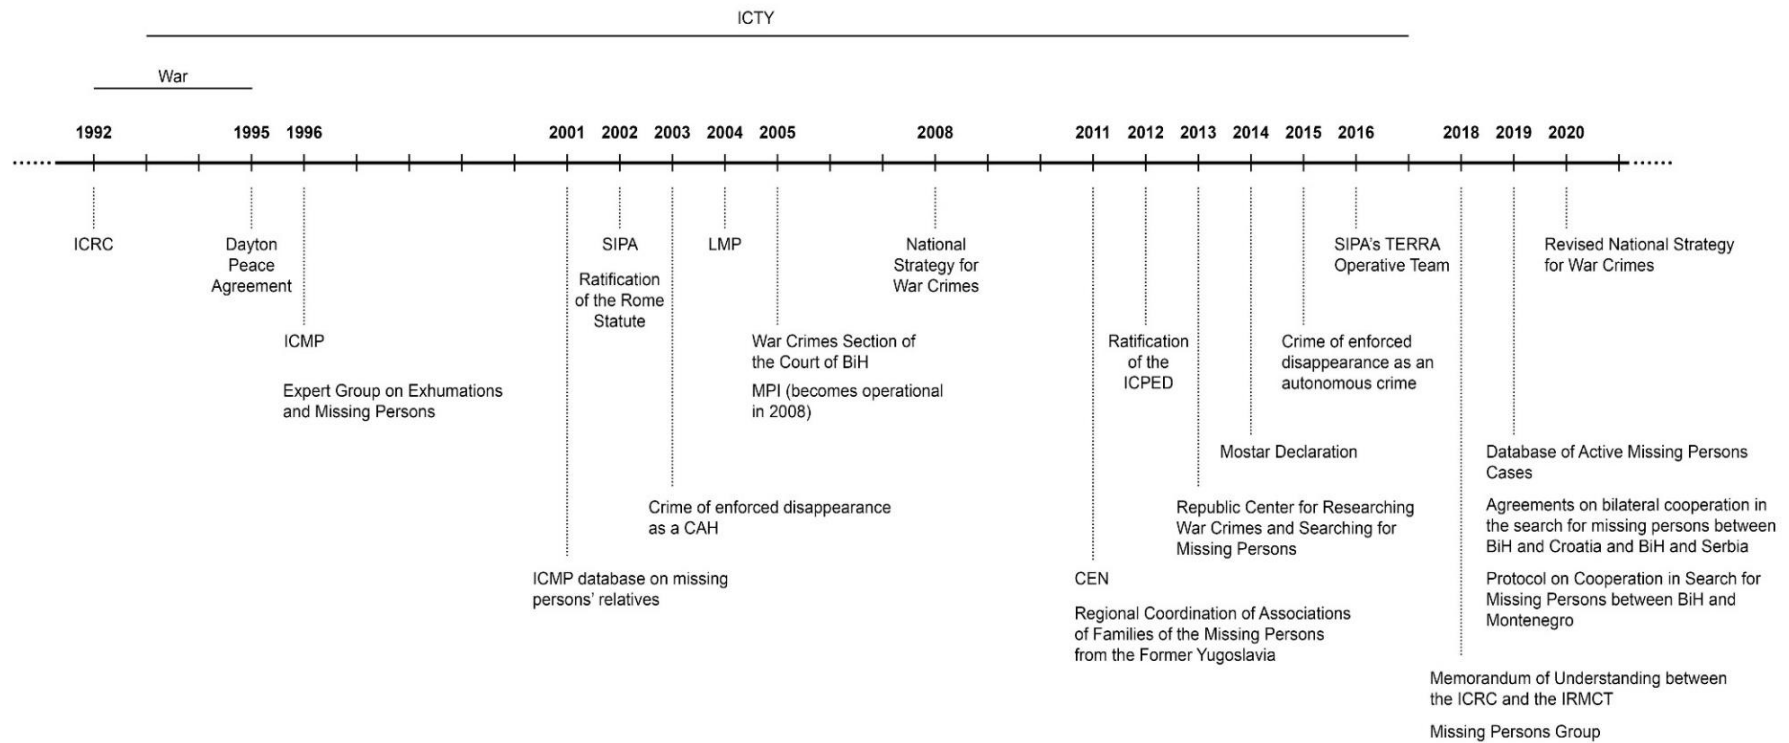 ICTY
War
1992 1995 1996 2001 2002 2003 2004 2005 2008 2011 2012 2013 2014 2015 2016 2018 2019 2020
ICRC
Dayton
Peace
Agreement
ICMP
Expert Group on Exhumations
and Missing Persons
ICMP database on missing
persons' relatives
SIPA
Ratification
of the Rome
Statute
Crime of enforced disappearance
as a CAH
LMP
War Crimes Section of
the Court of BiH
MPI (becomes operational
in 2008)
National
Strategy for
War Crimes
CEN
Regional Coordination of Associations
of Families of the Missing Persons
from the Former Yugoslavia
Ratification
of the
ICPED
Republic Center for Researching
War Crimes and Searching for
Missing Persons
Mostar Declaration
Crime of enforced
disappearance as an
autonomous crime
SIPA's TERRA
Operative Team
Memorandum of Understanding between
the ICRC and the IRMCT
Missing Persons Group
Database of Active Missing Persons
Cases
Agreements on bilateral cooperation in
the search for missing persons between
BiH and Croatia and BiH and Serbia
Protocol on Cooperation in Search for
Missing Persons between BiH and
Montenegro
Revised National Strategy
for War Crimes